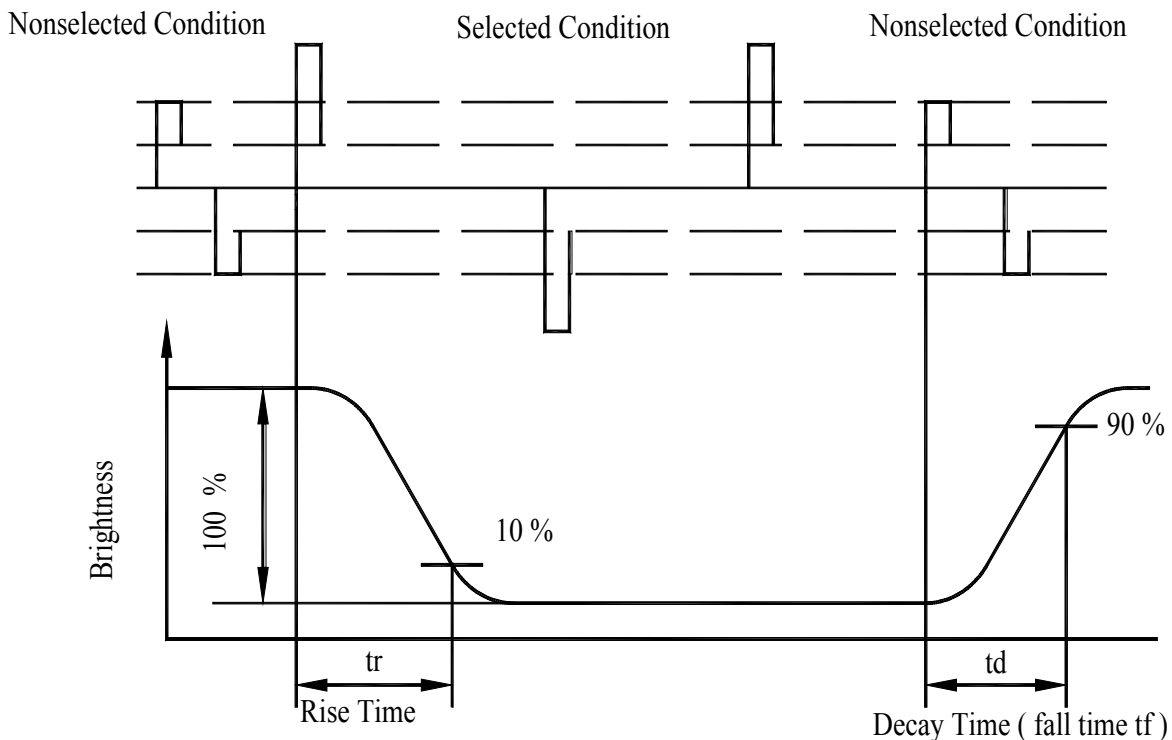 Nonselected Condition
Selected Condition
Nonselected Condition
Brightness
100 %
10 %
90 %
tr
Rise Time
td
Decay Time ( fall time tf )